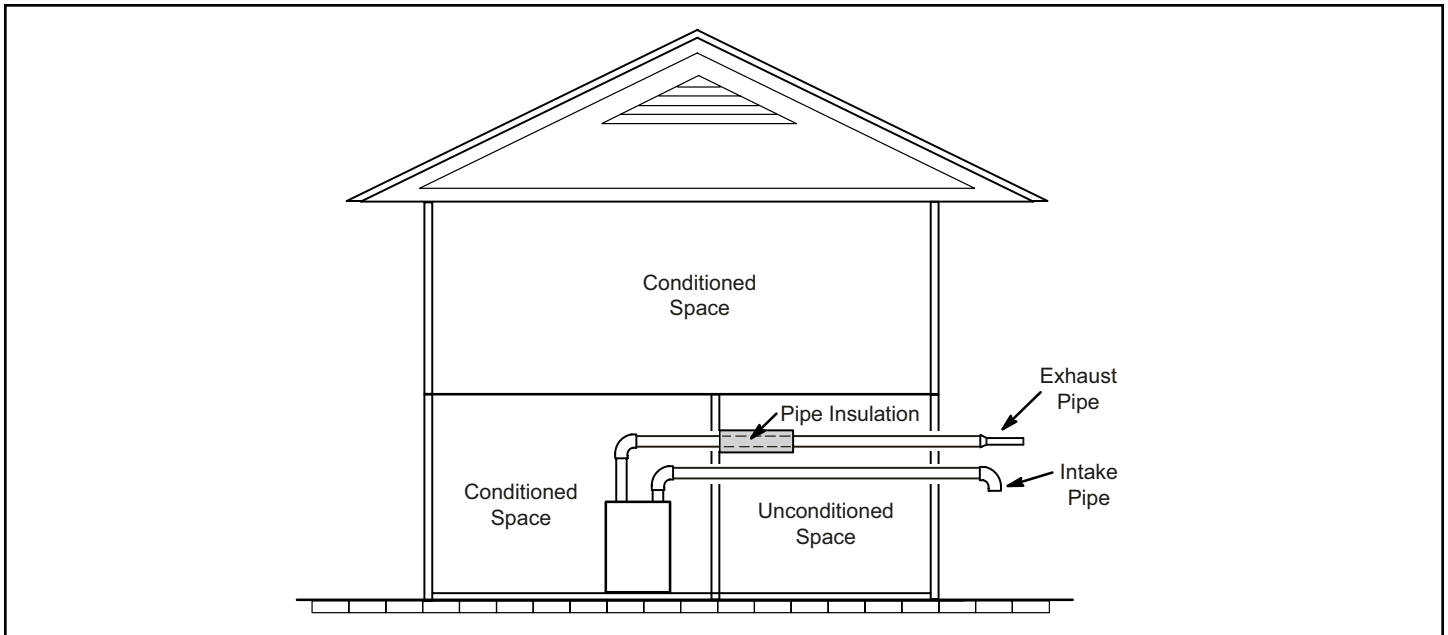 Conditioned
Space
Exhaust
Pipe
Pipe Insulation
Intake
Pipe
Conditioned
Space
Unconditioned
Space